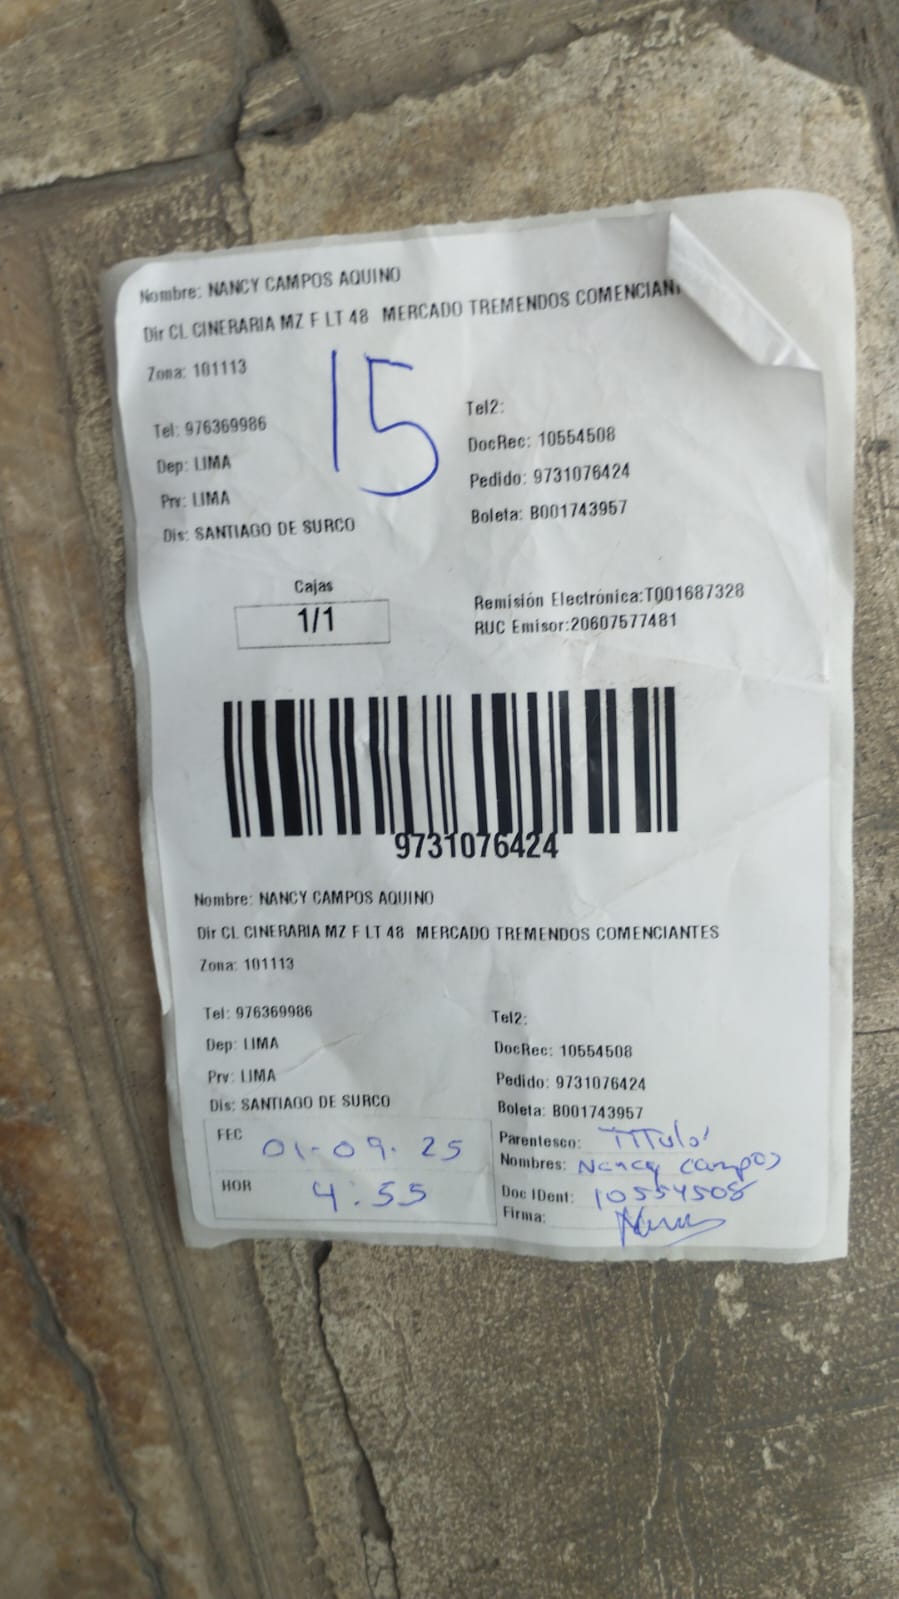 Nombre: NANCY CAMPOS AQUINO
Dir CL CINERARIA MZ F LT 48 MERCADO TREMENDOS COMENCIAN
Zona: 101113
15
Tel: 976369986
Tel2:
Dep: LIMA
DocRec: 10554508
Prv: LIMA
Pedido: 9731076424
Dis: SANTIAGO DE SURCO
Boleta: B001743957
Cajas
1/1
Remisión Electrónica:T001687328
RUC Emisor:20607577481
9731076424
Nombre: NANCY CAMPOS AQUINO
Dir CL CINERARIA MZ F LT 48 MERCADO TREMENDOS COMENCIANTES
Zona: 101113
Tel: 976369986
Tel2:
Dep: LIMA
DocRec: 10554508
Prv: LIMA
Pedido: 9731076424
Dis: SANTIAGO DE SURCO
Boleta: B001743957
FEC 01-09-25
Parentesco: TITulo'
Nombres: Nancy Campos
HOR 4:55
Doc IDent: 10554508
Firma: